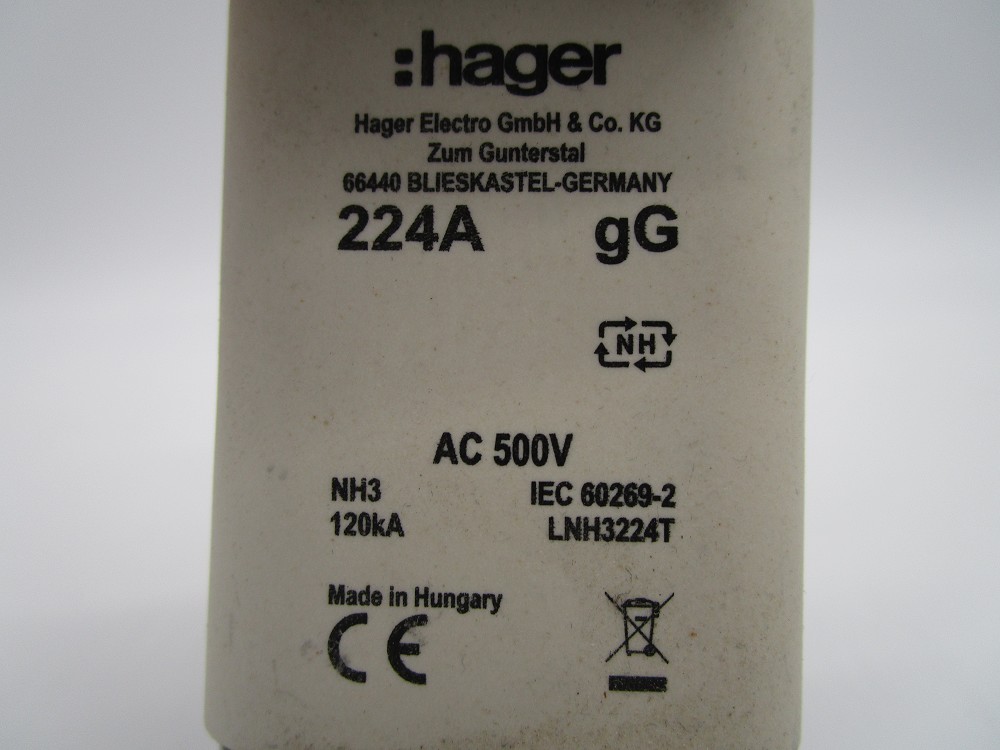 :hager
Hager Electro GmbH & Co. KG
Zum Gunterstal
66440 BLIESKASTEL-GERMANY
224A gG
NH
AC 500V
NH3 IEC 60269-2
120kA LNH3224T
Made in Hungary
CE